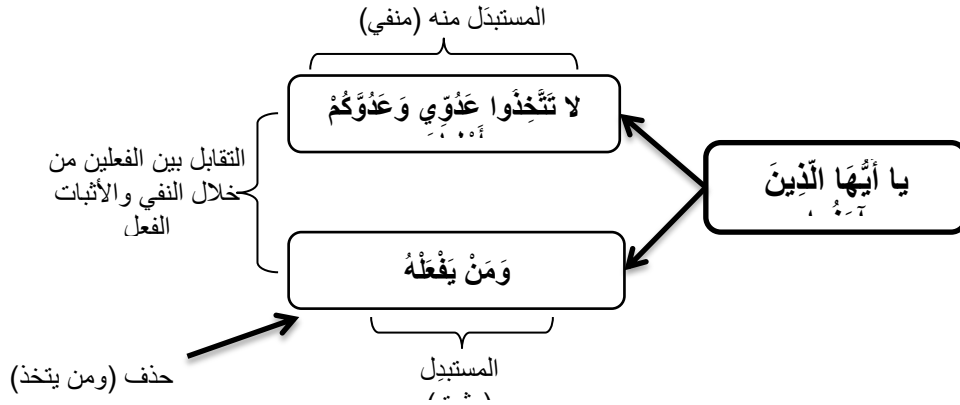 المستبدَل منه (منفي)
لا تَتَّخِذُوا عَدُوِّي وَعَدُوَّكُمْ
يا أَيُّهَا الّذِينَ
التقابل بين الفعلين من
خلال النفي والأثبات
الفعل
وَمَنْ يَفْعَلْهُ
المستبدِل
حذف (ومن يتخذ)